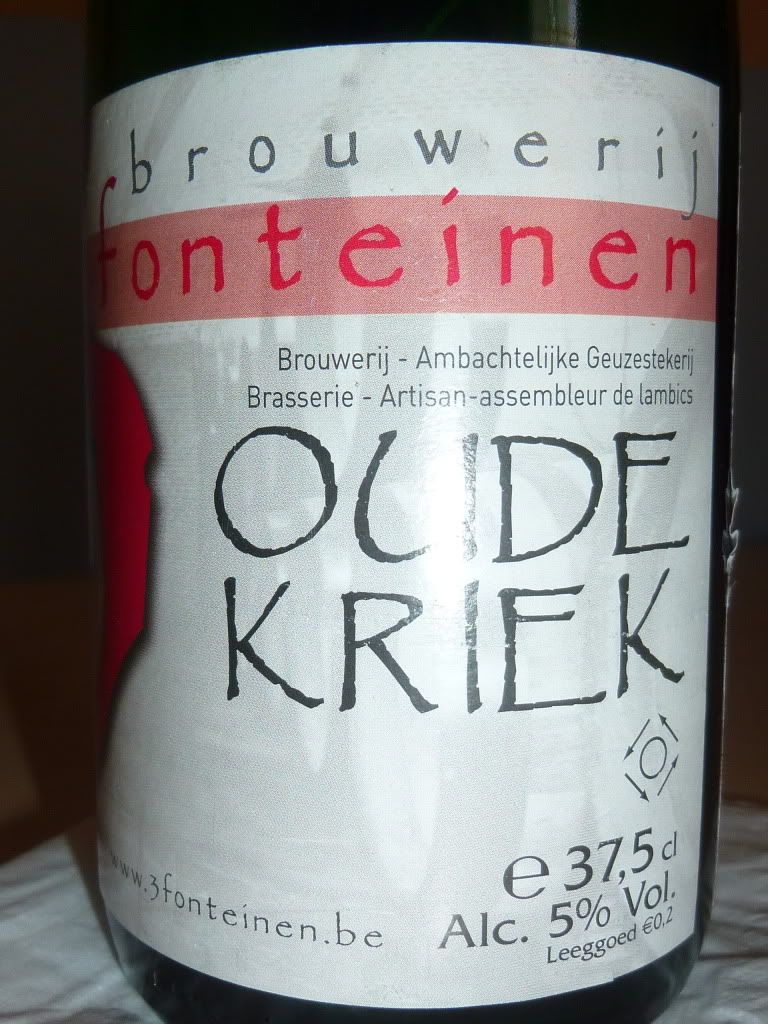 brouwerij
fonteinen
Brouwerij - Ambachtelijke Geuzestekerij
Brasserie - Artisan-assembleur de lambics
OUDE
KRIEK
e 37,5 cl
Alc. 5% Vol.
Leeggoed €0,2
www.3fonteinen.be